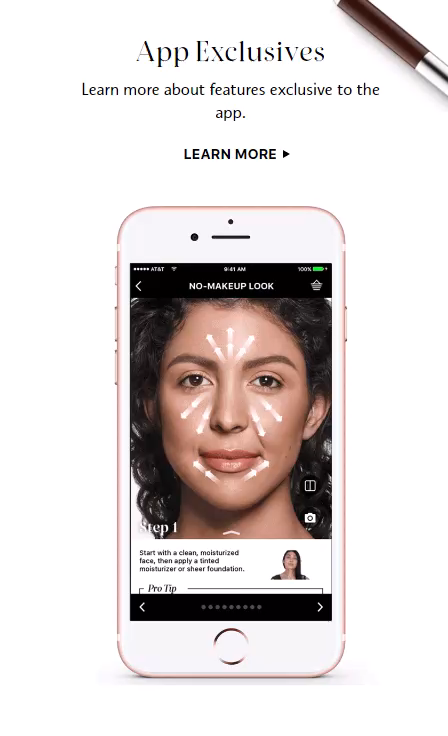 App Exclusives
Learn more about features exclusive to the
app.
LEARN MORE
AT&T
9:41 AM
100%
NO-MAKEUP LOOK
Step 1
Start with a clean, moisturized
face, then apply a tinted
moisturizer or sheer foundation.
Pro Tip